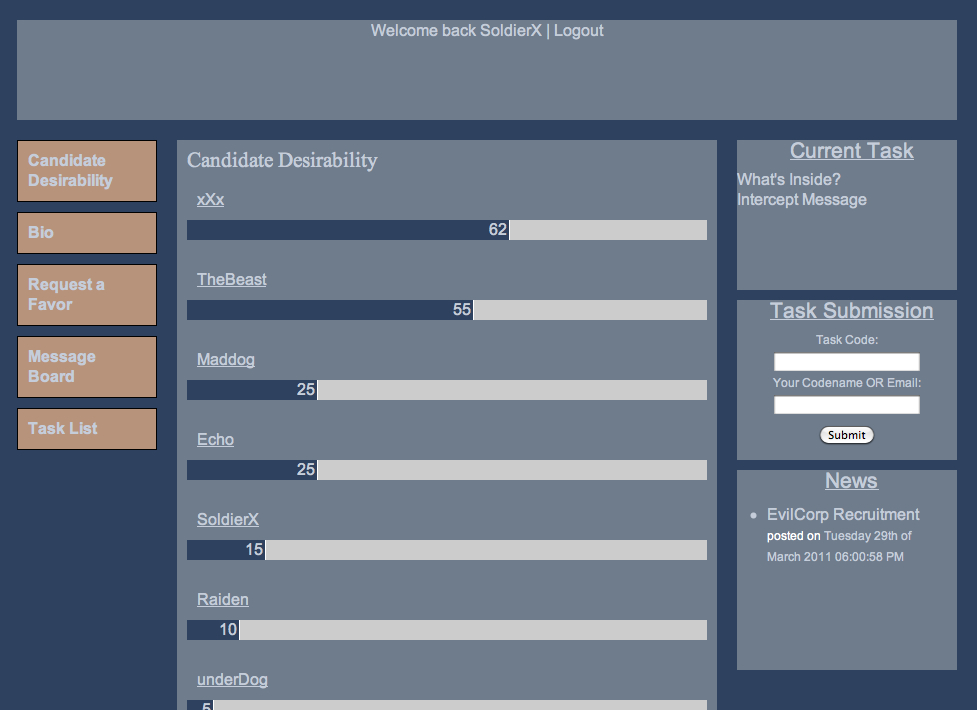 Welcome back SoldierX | Logout
Candidate
Desirability
Bio
Request a
Favor
Message
Board
Task List
Candidate Desirability
xXx
62
TheBeast
55
Maddog
25
Echo
25
SoldierX
15
Raiden
10
underDog
5
Current Task
What's Inside?
Intercept Message
Task Submission
Task Code:
Your Codename OR Email:
Submit
News
• EvilCorp Recruitment
posted on Tuesday 29th of
March 2011 06:00:58 PM